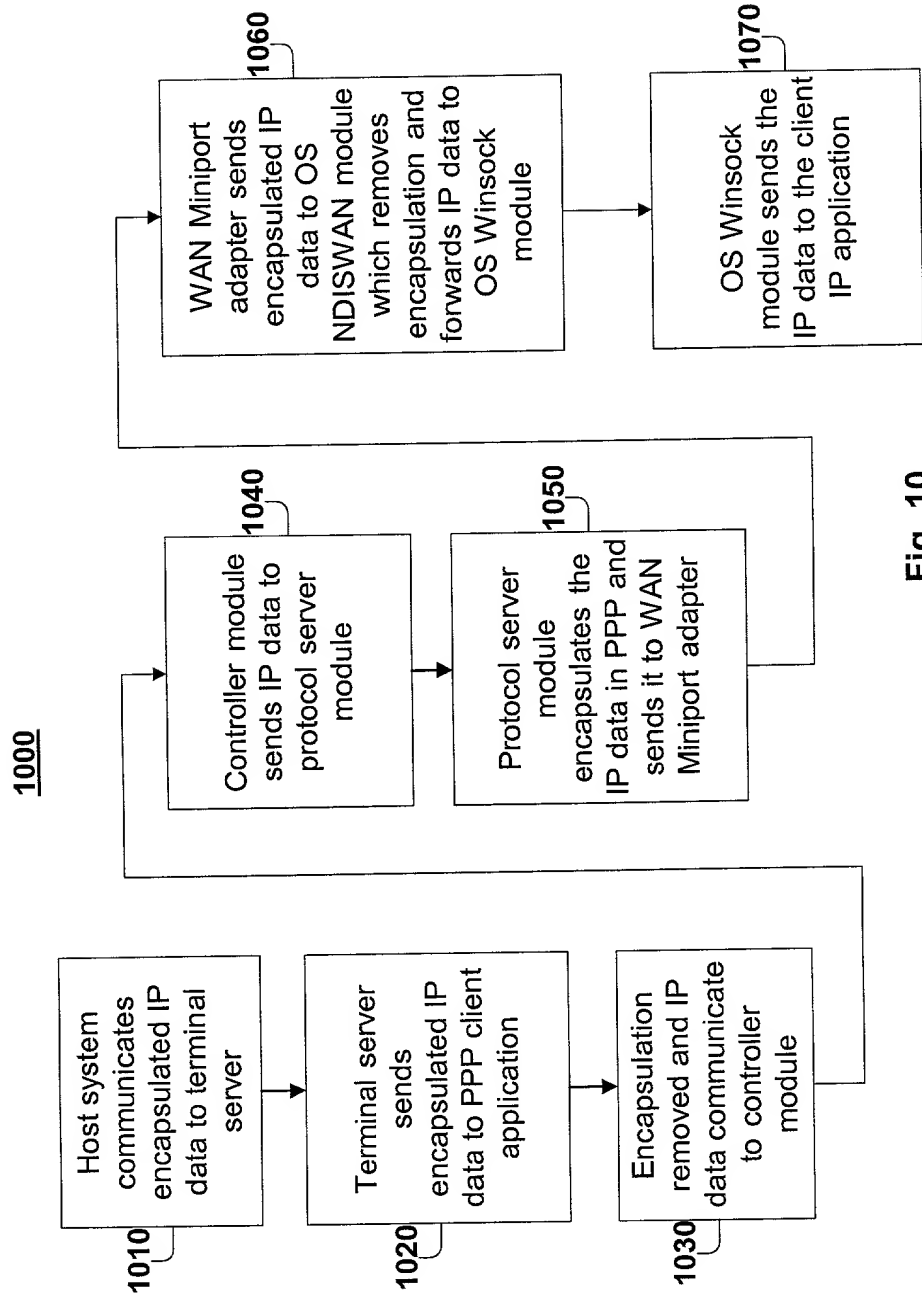 1000
Host system
communicates
encapsulated IP
data to terminal
server
1010
Terminal server
sends
encapsulated IP
data to PPP client
application
1020
Encapsulation
removed and IP
data communicate
to controller
module
1030
Controller module
sends IP data to
protocol server
module
1040
Protocol server
module
encapsulates the
IP data in PPP and
sends it to WAN
Miniport adapter
1050
WAN Miniport
adapter sends
encapsulated IP
data to OS
NDISWAN module
which removes
encapsulation and
forwards IP data to
OS Winsock
module
1060
OS Winsock
module sends the
IP data to the client
IP application
1070
Fig. 10